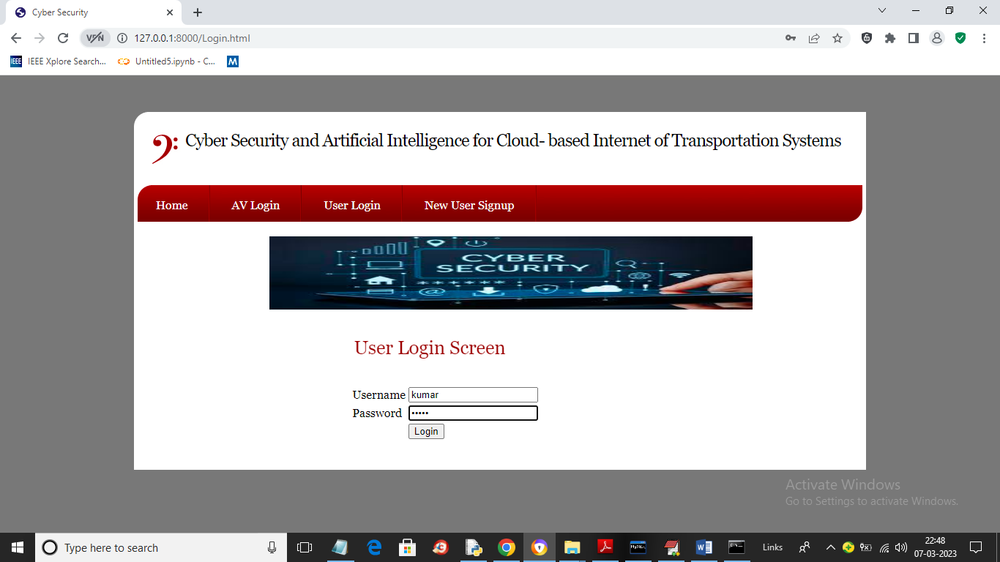 Cyber Security
127.0.0.1:8000/Login.html
IEEE IEEE Xplore Search... Untitled5.ipynb - C... M
Cyber Security and Artificial Intelligence for Cloud- based Internet of Transportation Systems
Home AV Login User Login New User Signup
CYBER
SECURITY
User Login Screen
Username kumar
Password •••••
Login
Activate Windows
Go to Settings to activate Windows.
Type here to search
Links
22:48
07-03-2023